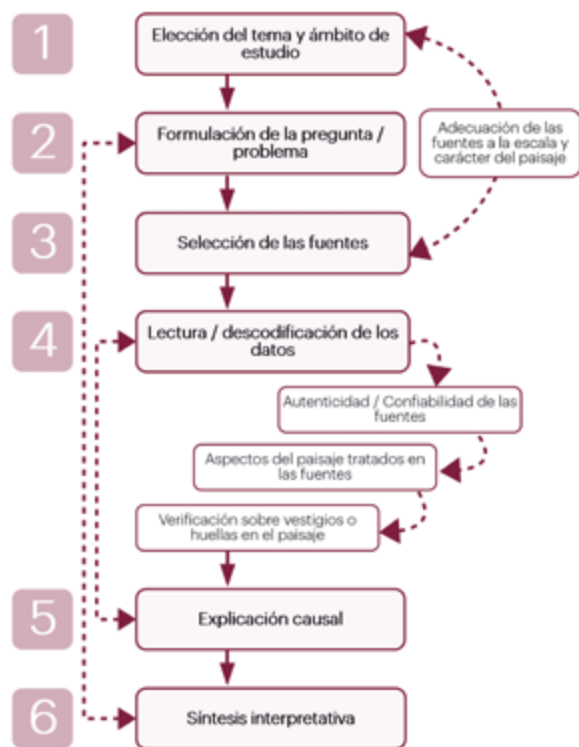 1
Elección del tema y ámbito de
estudio
Adecuación de las
fuentes a la escala y
carácter del paisaje
2
Formulación de la pregunta /
problema
3
Selección de las fuentes
4
Lectura / descodificación de los
datos
Autenticidad / Confiabilidad de las
fuentes
Aspectos del paisaje tratados en
las fuentes
Verificación sobre vestigios o
huellas en el paisaje
5
Explicación causal
6
Síntesis interpretativa